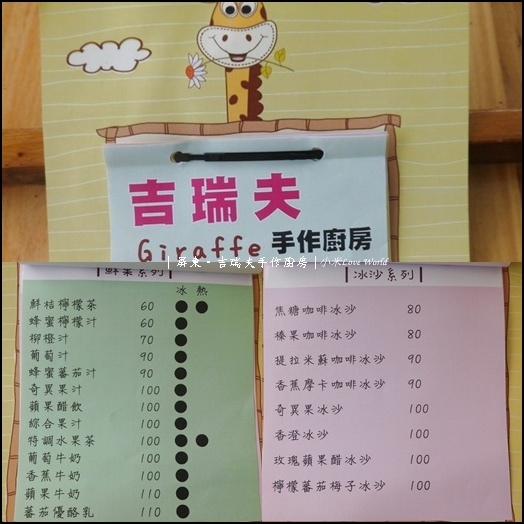 吉瑞夫
Giraffe 手作廚房
| 屏東‧吉瑞夫手作廚房 | 小米Love World
鮮果系列
冰 熱
鮮桔檸檬茶 60 ● ●
蜂蜜檸檬汁 60 ●
柳橙汁 70 ●
葡萄汁 90 ●
蜂蜜蕃茄汁 90 ●
奇異果汁 100 ●
蘋果醋飲 100 ●
綜合果汁 100 ●
特調水果茶 100 ● ●
葡萄牛奶 100 ●
香蕉牛奶 100 ●
蘋果牛奶 110 ●
蕃茄優酪乳 110 ●
冰沙系列
焦糖咖啡冰沙 80
榛果咖啡冰沙 80
提拉米蘇咖啡冰沙 90
香蕉摩卡咖啡冰沙 90
奇異果冰沙 100
香澄冰沙 100
玫瑰蘋果醋冰沙 100
檸檬蕃茄梅子冰沙 100